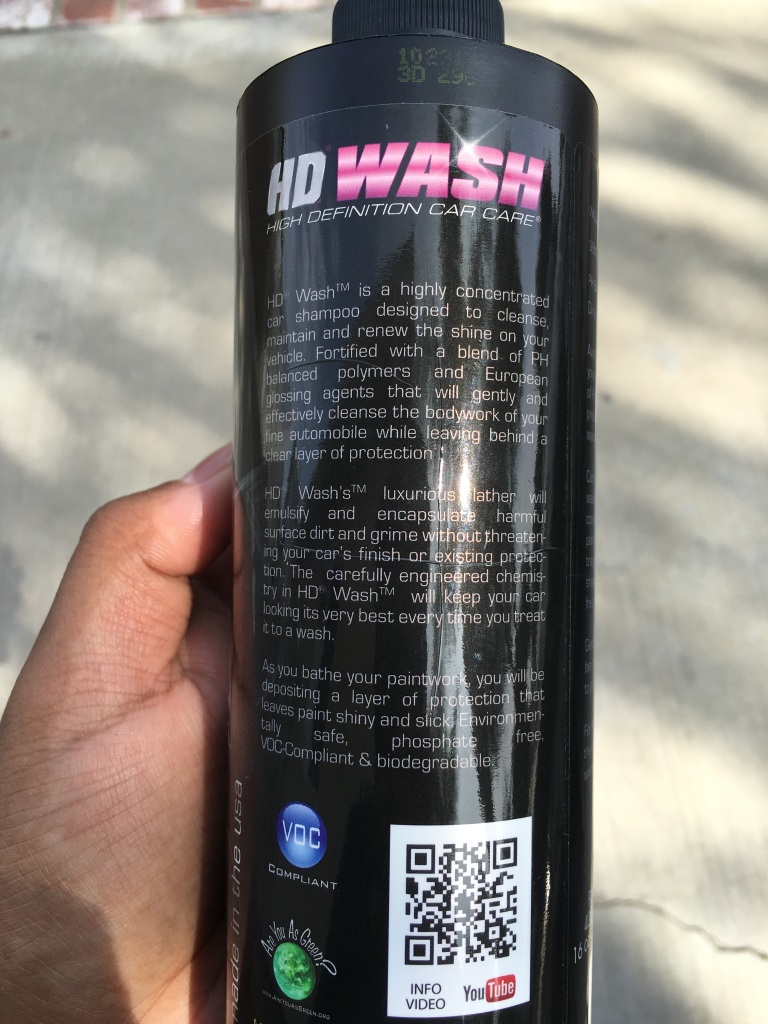 3D
HD WASH
HIGH DEFINITION CAR CARE®
HD® Wash™ is a highly concentrated
car shampoo designed to cleanse,
maintain and renew the shine on your
vehicle. Fortified with a blend of PH
balanced polymers and European
glossing agents that will gently and
effectively cleanse the bodywork of your
fine automobile while leaving behind a
clear layer of protection.
HD® Wash's™ luxurious lather will
emulsify and encapsulate harmful
surface dirt and grime without threaten-
ing your car's finish or existing protec-
tion. The carefully engineered chemis-
try in HD® Wash™ will keep your car
looking its very best every time you treat
it to a wash.
As you bathe your paintwork, you will be
depositing a layer of protection that
leaves paint shiny and slick. Environmen-
tally safe, phosphate free,
VOC-Compliant & biodegradable.
VOC
COMPLIANT
Are You As Green?
www.AreYouAsGreen.org
INFO
VIDEO
YouTube
made in the usa
16